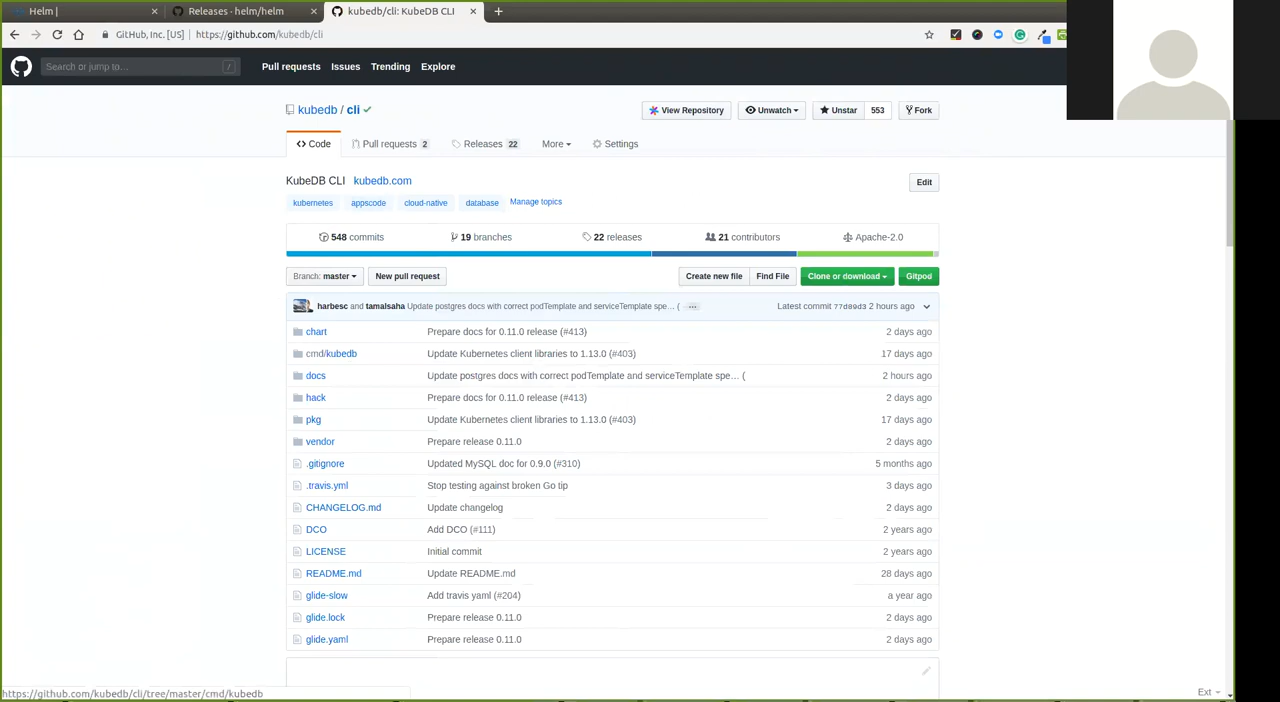 Helm | × Releases · helm/helm × kubedb/cli: KubeDB CLI × +
GitHub, Inc. [US] | https://github.com/kubedb/cli
Search or jump to… / Pull requests Issues Trending Explore
kubedb / cli View Repository Unwatch Unstar 553 Fork
Code Pull requests 2 Releases 22 More Settings
KubeDB CLI kubedb.com Edit
kubernetes appscode cloud-native database Manage topics
548 commits 19 branches 22 releases 21 contributors Apache-2.0
Branch: master New pull request Create new file Find File Clone or download Gitpod
harbesc and tamalsaha Update postgres docs with correct podTemplate and serviceTemplate spe… ( … Latest commit 77d89d3 2 hours ago
chart Prepare docs for 0.11.0 release (#413) 2 days ago
cmd/kubedb Update Kubernetes client libraries to 1.13.0 (#403) 17 days ago
docs Update postgres docs with correct podTemplate and serviceTemplate spe… ( 2 hours ago
hack Prepare docs for 0.11.0 release (#413) 2 days ago
pkg Update Kubernetes client libraries to 1.13.0 (#403) 17 days ago
vendor Prepare release 0.11.0 2 days ago
.gitignore Updated MySQL doc for 0.9.0 (#310) 5 months ago
.travis.yml Stop testing against broken Go tip 3 days ago
CHANGELOG.md Update changelog 2 days ago
DCO Add DCO (#111) 2 years ago
LICENSE Initial commit 2 years ago
README.md Update README.md 28 days ago
glide-slow Add travis yaml (#204) a year ago
glide.lock Prepare release 0.11.0 2 days ago
glide.yaml Prepare release 0.11.0 2 days ago
https://github.com/kubedb/cli/tree/master/cmd/kubedb
Ext